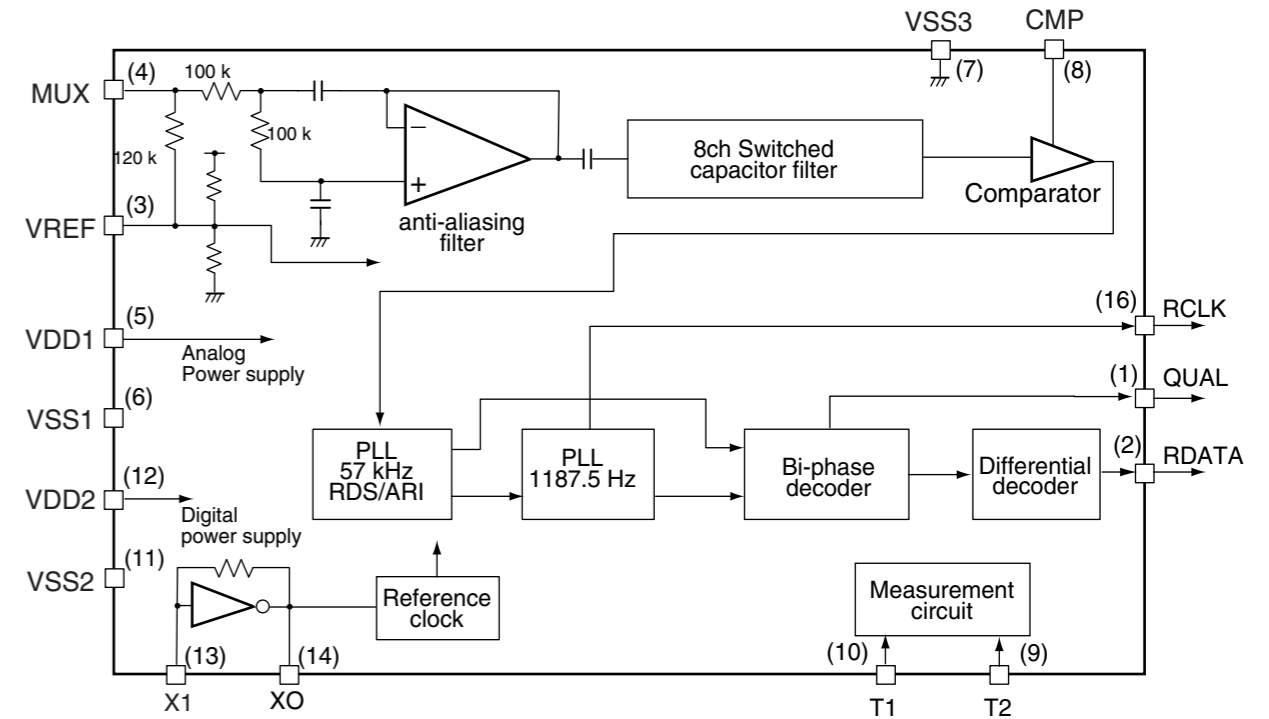 VSS3
CMP
(7)
(8)
MUX
(4)
100 k
100 k
120 k
−
+
anti-aliasing
filter
8ch Switched
capacitor filter
Comparator
VREF
(3)
VDD1
(5)
Analog
Power supply
VSS1
(6)
VDD2
(12)
Digital
power supply
VSS2
(11)
(16)
RCLK
(1)
QUAL
(2)
RDATA
PLL
57 kHz
RDS/ARI
PLL
1187.5 Hz
Bi-phase
decoder
Differential
decoder
Reference
clock
Measurement
circuit
(13)
(14)
(10)
(9)
X1
XO
T1
T2